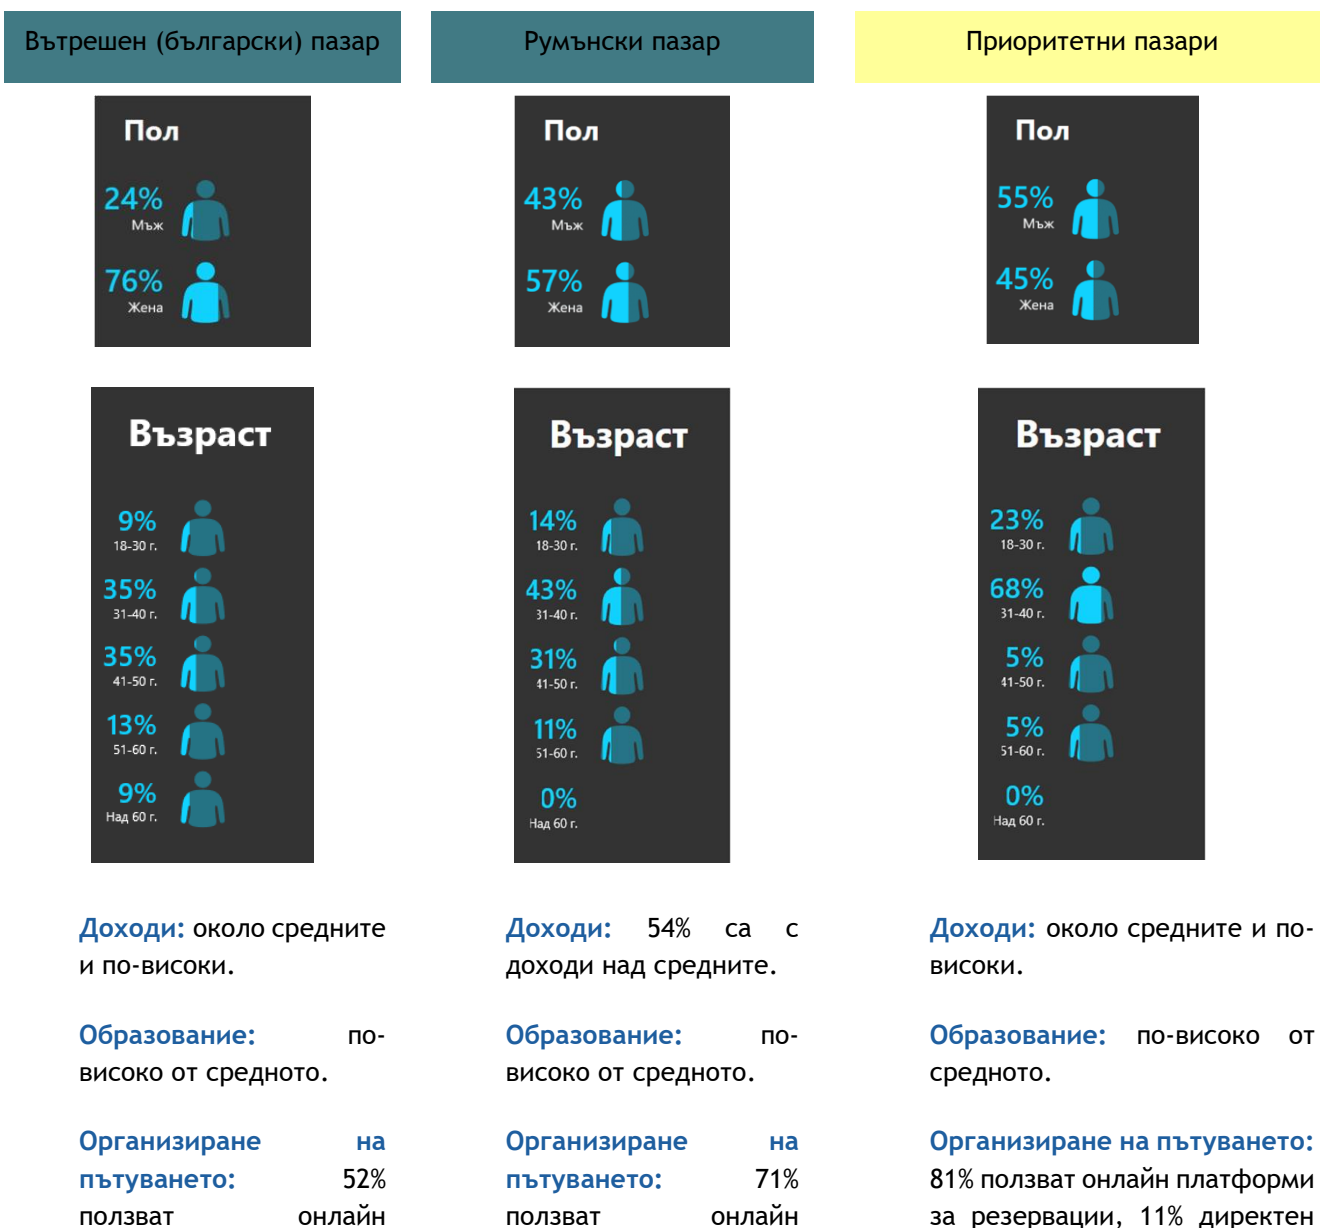 Вътрешен (български) пазар
Пол
24%
Мъж
76%
Жена
Възраст
9%
18-30 г.
35%
31-40 г.
35%
41-50 г.
13%
51-60 г.
9%
Над 60 г.
Доходи: около средните
и по-високи.
Образование: по-
високо от средното.
Организиране на
пътуването: 52%
ползват онлайн
Румънски пазар
Пол
43%
Мъж
57%
Жена
Възраст
14%
18-30 г.
43%
31-40 г.
31%
41-50 г.
11%
51-60 г.
0%
Над 60 г.
Доходи: 54% са с
доходи над средните.
Образование: по-
високо от средното.
Организиране на
пътуването: 71%
ползват онлайн
Приоритетни пазари
Пол
55%
Мъж
45%
Жена
Възраст
23%
18-30 г.
68%
31-40 г.
5%
41-50 г.
5%
51-60 г.
0%
Над 60 г.
Доходи: около средните и по-
високи.
Образование: по-високо от
средното.
Организиране на пътуването:
81% ползват онлайн платформи
за резервации, 11% директен